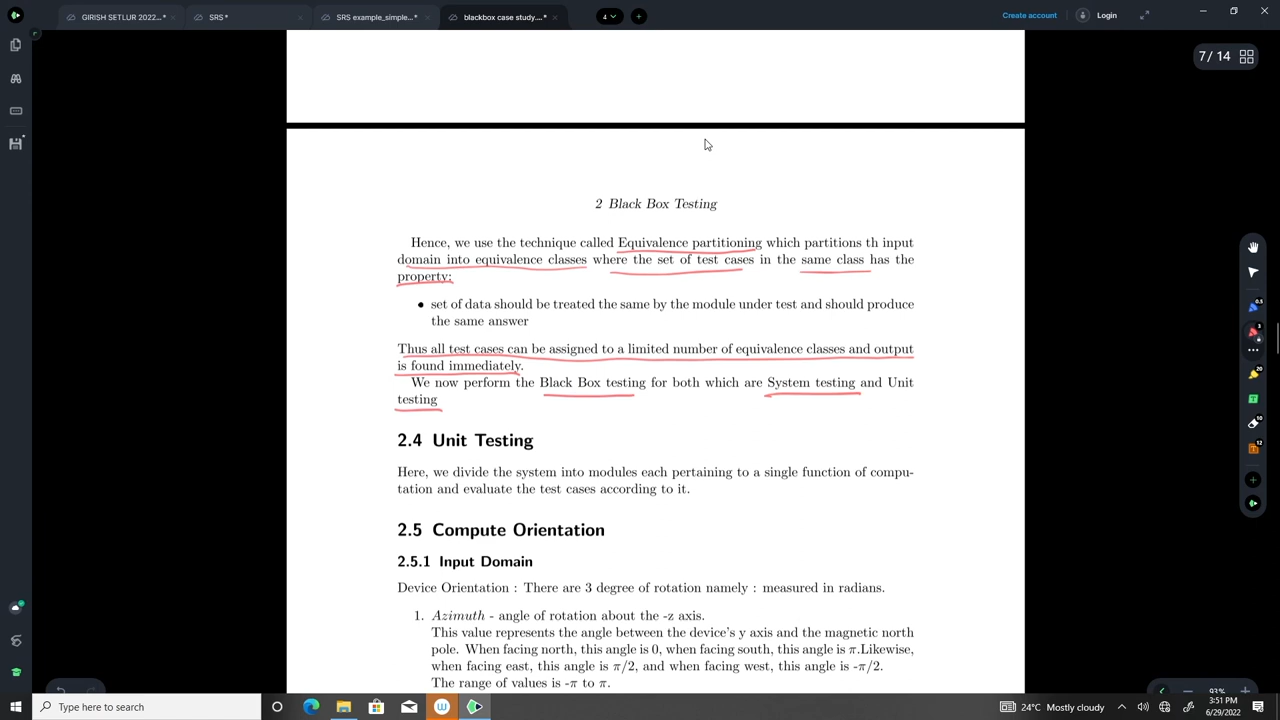 GIRISH SETLUR 2022...*
SRS*
SRS example_simple...*
blackbox case study....*
4
Create account
Login
7/ 14
2 Black Box Testing
Hence, we use the technique called Equivalence partitioning which partitions th input
domain into equivalence classes where the set of test cases in the same class has the
property:
• set of data should be treated the same by the module under test and should produce
the same answer
Thus all test cases can be assigned to a limited number of equivalence classes and output
is found immediately.
We now perform the Black Box testing for both which are System testing and Unit
testing
2.4 Unit Testing
Here, we divide the system into modules each pertaining to a single function of compu-
tation and evaluate the test cases according to it.
2.5 Compute Orientation
2.5.1 Input Domain
Device Orientation : There are 3 degree of rotation namely : measured in radians.
1. Azimuth - angle of rotation about the -z axis.
This value represents the angle between the device's y axis and the magnetic north
pole. When facing north, this angle is 0, when facing south, this angle is π.Likewise,
when facing east, this angle is π/2, and when facing west, this angle is -π/2.
The range of values is -π to π.
0.5
3
20
10
12
93%
Type here to search
24°C Mostly cloudy
3:51 PM
6/29/2022